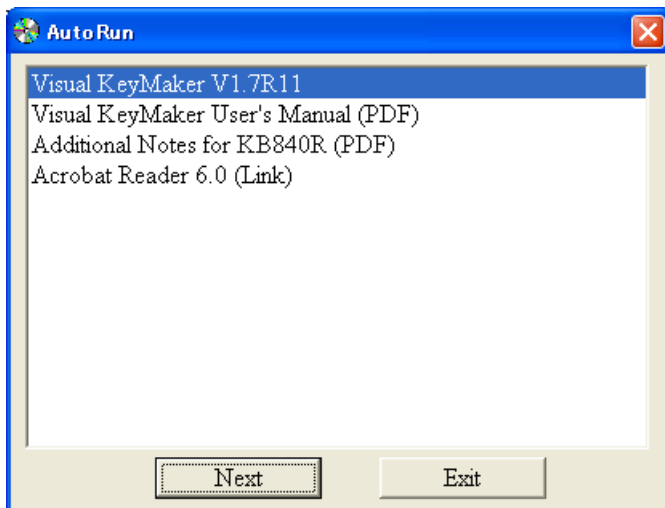 AutoRun
Visual KeyMaker V1.7R11
Visual KeyMaker User's Manual (PDF)
Additional Notes for KB840R (PDF)
Acrobat Reader 6.0 (Link)
Next Exit